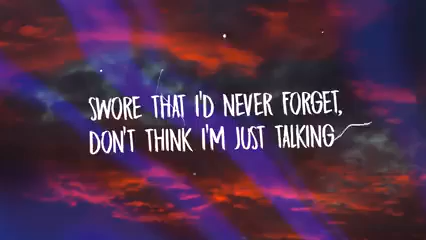 SWORE THAT I'D NEVER FORGET,
DON'T THINK I'M JUST TALKING